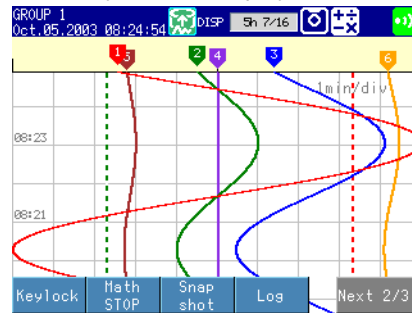 GROUP 1
Oct.05.2003 08:24:54 DISP 5h 7/16
1 5 2 4 3 6
1min/div
08:23
08:21
Keylock Math STOP Snap shot Log Next 2/3